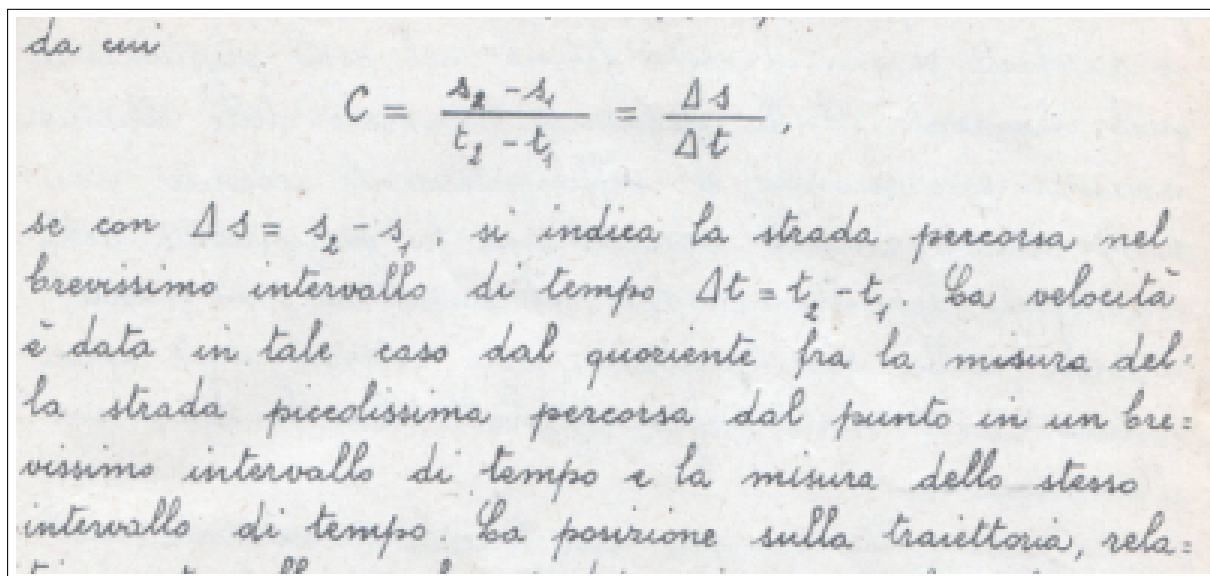 da cui
C = s₂ - s₁ / t₂ - t₁ = Δs / Δt ,
se con Δs = s₂ - s₁ , si indica la strada percorsa nel
brevissimo intervallo di tempo Δt = t₂ - t₁. La velocità
è data in tale caso dal quoziente fra la misura del=
la strada piccolissima percorsa dal punto in un bre=
vissimo intervallo di tempo e la misura dello stesso
intervallo di tempo. La posizione sulla traiettoria, rela=